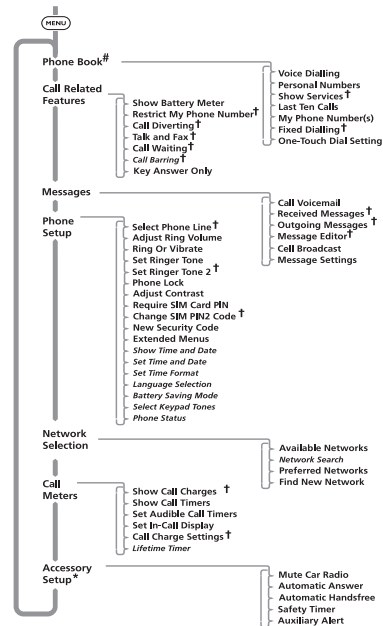 MENU
Phone Book#
Voice Dialling
Personal Numbers
Show Services†
Last Ten Calls
My Phone Number(s)
Fixed Dialling†
One-Touch Dial Setting
Call Related
Features
Show Battery Meter
Restrict My Phone Number†
Call Diverting†
Talk and Fax†
Call Waiting†
Call Barring†
Key Answer Only
Messages
Call Voicemail
Received Messages†
Outgoing Messages†
Message Editor†
Cell Broadcast
Message Settings
Phone
Setup
Select Phone Line†
Adjust Ring Volume
Ring Or Vibrate
Set Ringer Tone
Set Ringer Tone 2†
Phone Lock
Adjust Contrast
Require SIM Card PIN
Change SIM PIN2 Code†
New Security Code
Extended Menus
Show Time and Date
Set Time and Date
Set Time Format
Language Selection
Battery Saving Mode
Select Keypad Tones
Phone Status
Network
Selection
Available Networks
Network Search
Preferred Networks
Find New Network
Call
Meters
Show Call Charges †
Show Call Timers
Set Audible Call Timers
Set In-Call Display
Call Charge Settings†
Lifetime Timer
Accessory
Setup*
Mute Car Radio
Automatic Answer
Automatic Handsfree
Safety Timer
Auxiliary Alert